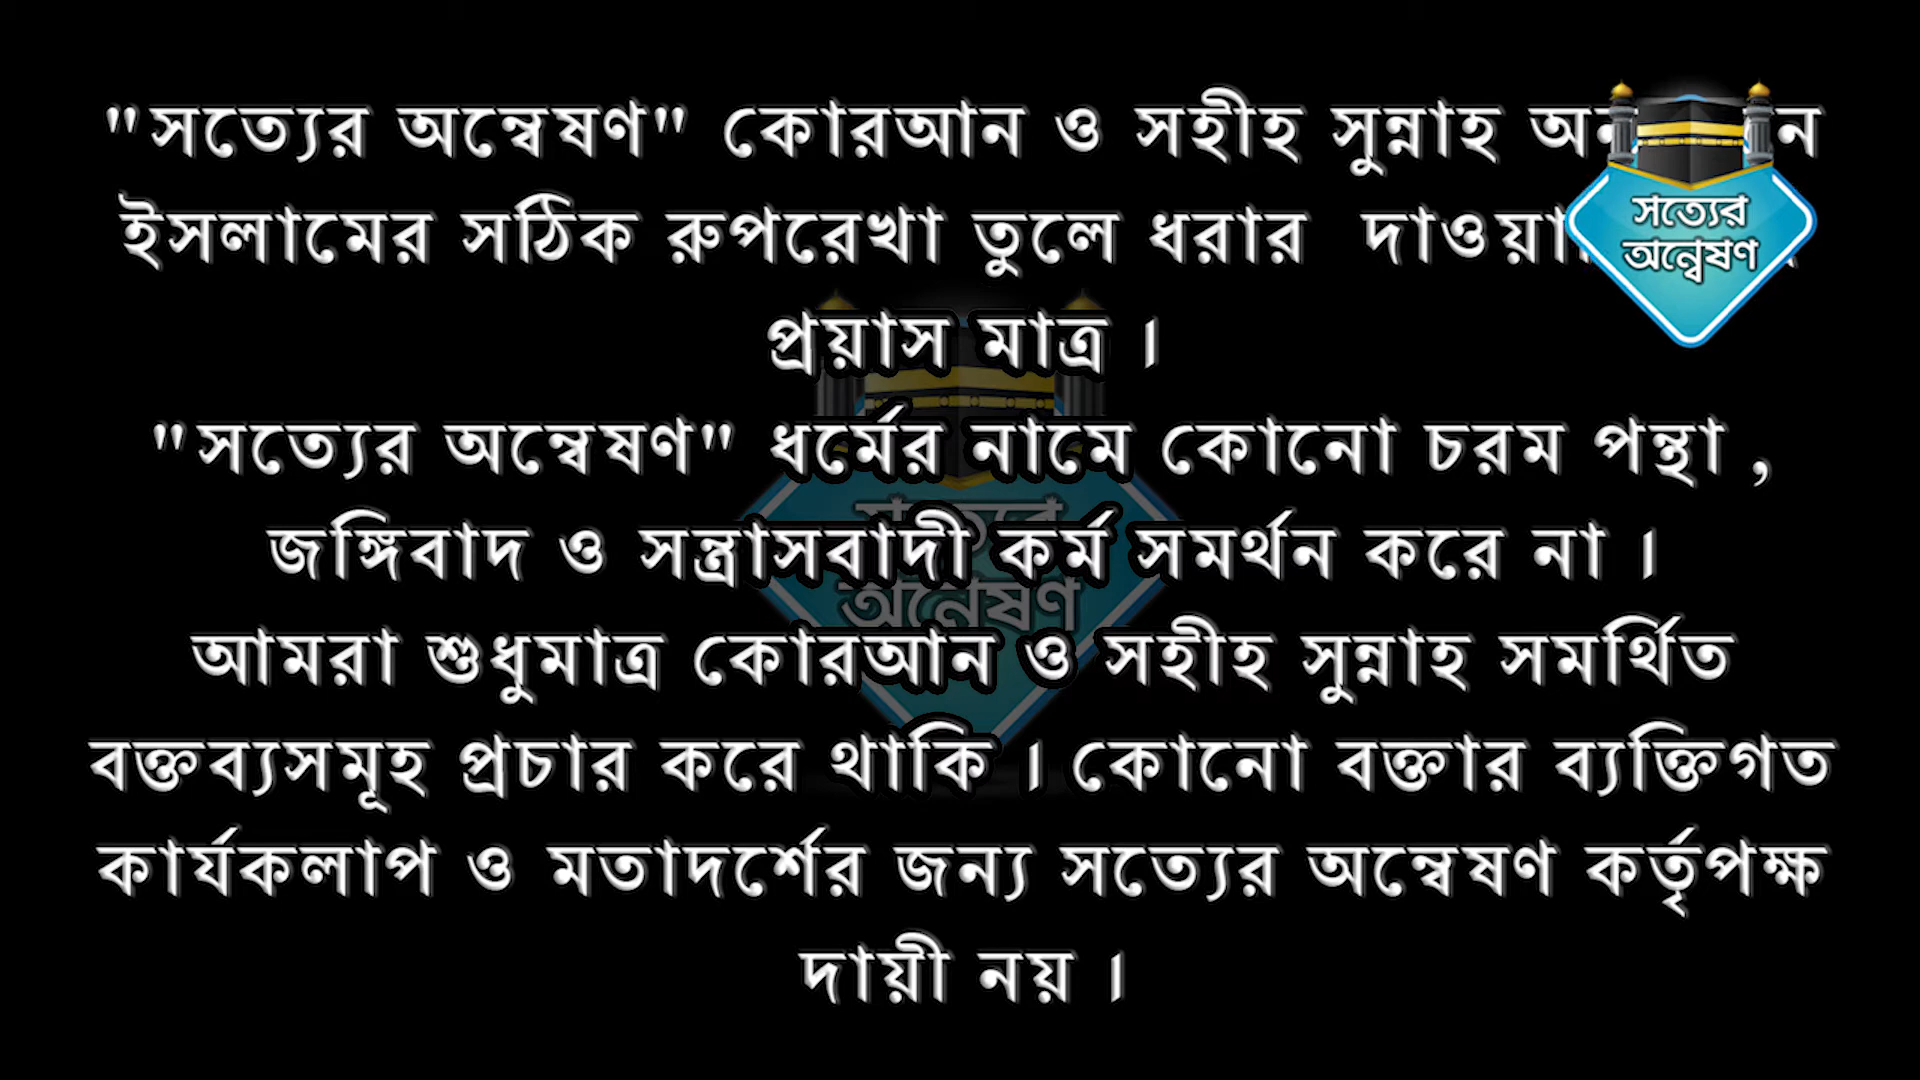 "সত্যের অন্বেষণ" কোরআন ও সহীহ সুন্নাহ
ইসলামের সঠিক রুপরেখা তুলে ধরার
প্রয়াস মাত্র ।
"সত্যের অন্বেষণ" ধর্মের নামে কোনো চরম পন্থা ,
জঙ্গিবাদ ও সন্ত্রাসবাদী কর্ম সমর্থন করে না ।
আমরা শুধুমাত্র কোরআন ও সহীহ সুন্নাহ সমর্থিত
বক্তব্যসমূহ প্রচার করে থাকি । কোনো বক্তার ব্যক্তিগত
কার্যকলাপ ও মতাদর্শের জন্য সত্যের অন্বেষণ কর্তৃপক্ষ
দায়ী নয় ।
সত্যের
অন্বেষণ